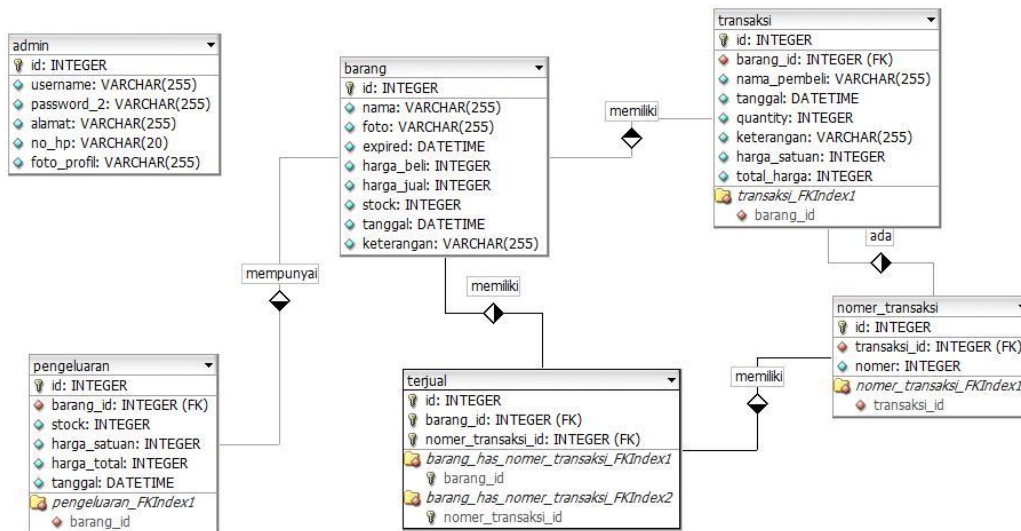 admin
id: INTEGER
username: VARCHAR(255)
password_2: VARCHAR(255)
alamat: VARCHAR(255)
no_hp: VARCHAR(20)
foto_profil: VARCHAR(255)
barang
id: INTEGER
nama: VARCHAR(255)
foto: VARCHAR(255)
expired: DATETIME
harga_beli: INTEGER
harga_jual: INTEGER
stock: INTEGER
tanggal: DATETIME
keterangan: VARCHAR(255)
memiliki
transaksi
id: INTEGER
barang_id: INTEGER (FK)
nama_pembeli: VARCHAR(255)
tanggal: DATETIME
quantity: INTEGER
keterangan: VARCHAR(255)
harga_satuan: INTEGER
total_harga: INTEGER
transaksi_FKIndex1
barang_id
ada
mempunyai
memiliki
nomer_transaksi
id: INTEGER
transaksi_id: INTEGER (FK)
nomer: INTEGER
nomer_transaksi_FKIndex1
transaksi_id
pengeluaran
id: INTEGER
barang_id: INTEGER (FK)
stock: INTEGER
harga_satuan: INTEGER
harga_total: INTEGER
tanggal: DATETIME
pengeluaran_FKIndex1
barang_id
terjual
id: INTEGER
barang_id: INTEGER (FK)
nomer_transaksi_id: INTEGER (FK)
barang_has_nomer_transaksi_FKIndex1
barang_id
barang_has_nomer_transaksi_FKIndex2
nomer_transaksi_id
memiliki